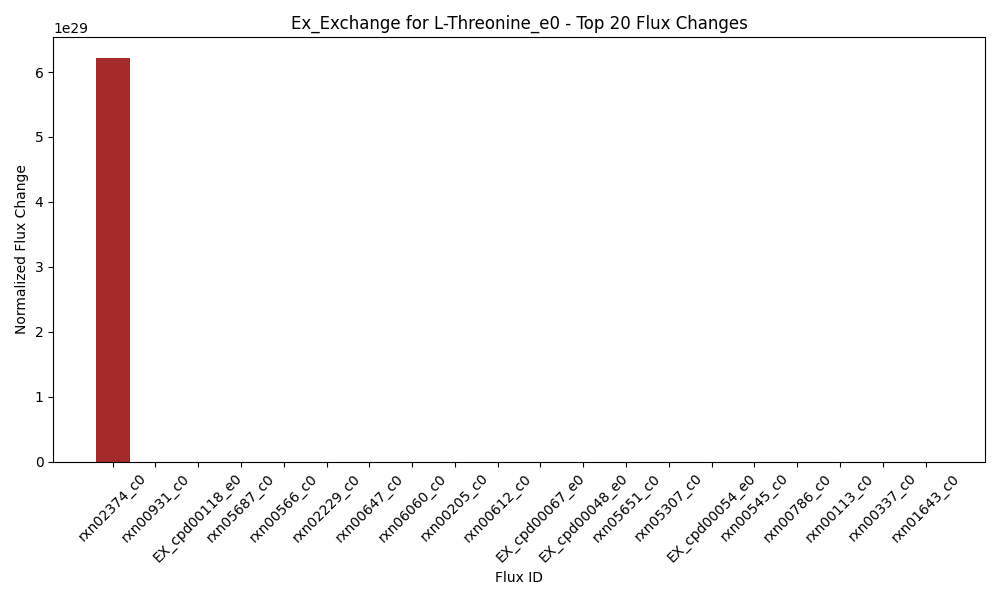 Ex_Exchange for L-Threonine_e0 - Top 20 Flux Changes
1e29
6
5
4
3
2
1
0
Normalized Flux Change
rxn02374_c0
rxn00931_c0
EX_cpd00118_e0
rxn05687_c0
rxn00566_c0
rxn02229_c0
rxn00647_c0
rxn06060_c0
rxn00205_c0
rxn00612_c0
EX_cpd00067_e0
EX_cpd00048_e0
rxn05651_c0
rxn05307_c0
EX_cpd00054_e0
rxn00545_c0
rxn00786_c0
rxn00113_c0
rxn00337_c0
rxn01643_c0
Flux ID